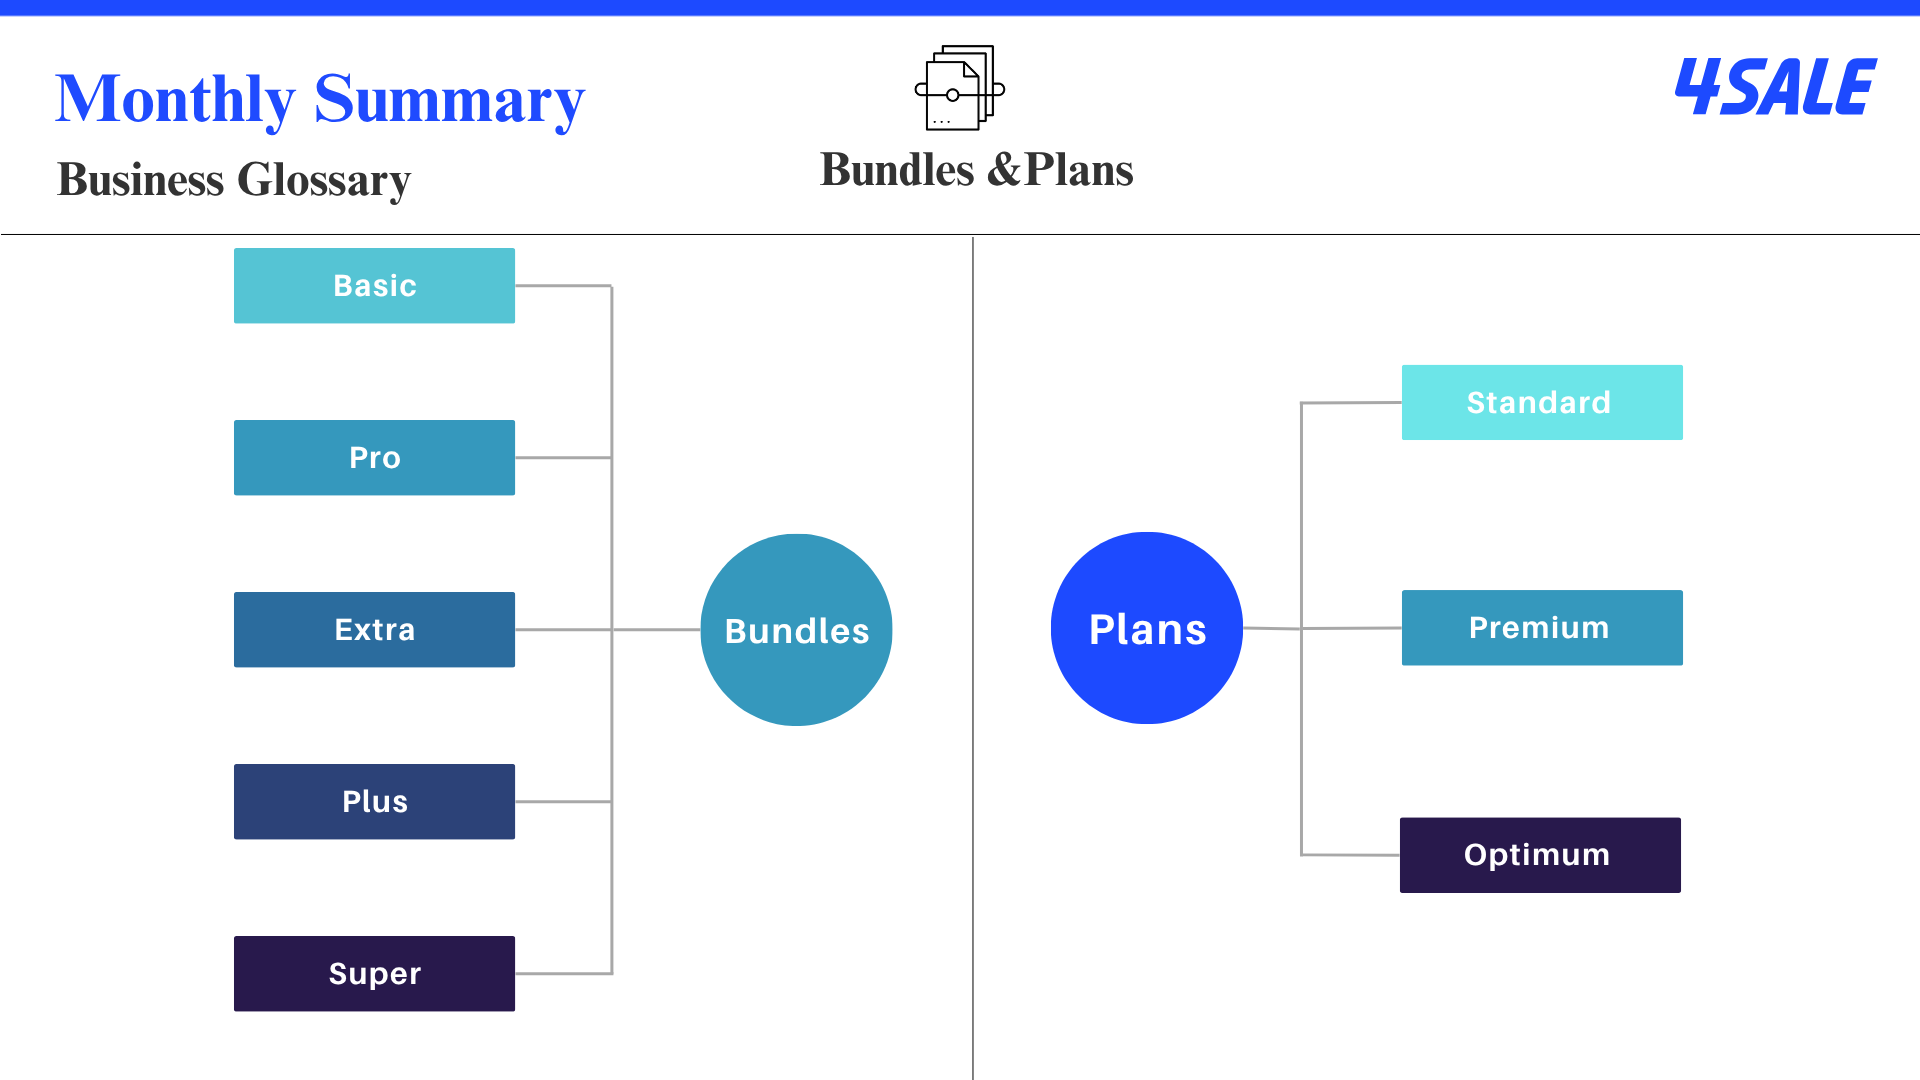 Monthly Summary
Business Glossary
Bundles &Plans
4SALE
Basic
Pro
Extra
Plus
Super
Bundles
Plans
Standard
Premium
Optimum